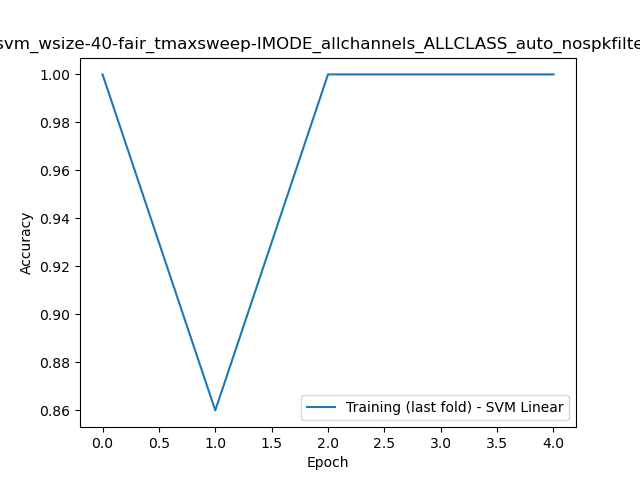 svm_wsize-40-fair_tmaxsweep-IMODE_allchannels_ALLCLASS_auto_nospkfilte
1.00
0.98
0.96
0.94
0.92
0.90
0.88
0.86
Accuracy
Training (last fold) - SVM Linear
0.0 0.5 1.0 1.5 2.0 2.5 3.0 3.5 4.0
Epoch